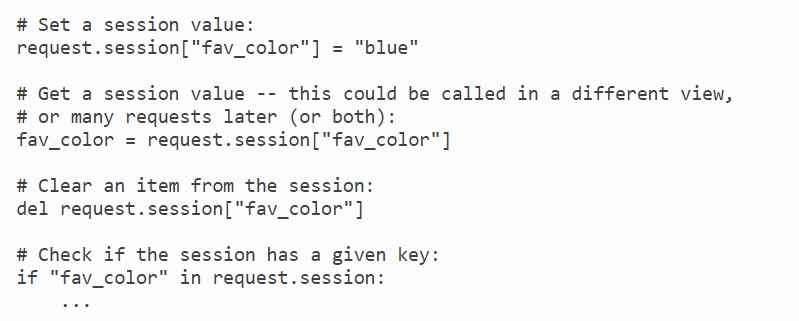 # Set a session value:
request.session["fav_color"] = "blue"

# Get a session value -- this could be called in a different view,
# or many requests later (or both):
fav_color = request.session["fav_color"]

# Clear an item from the session:
del request.session["fav_color"]

# Check if the session has a given key:
if "fav_color" in request.session:
    ...